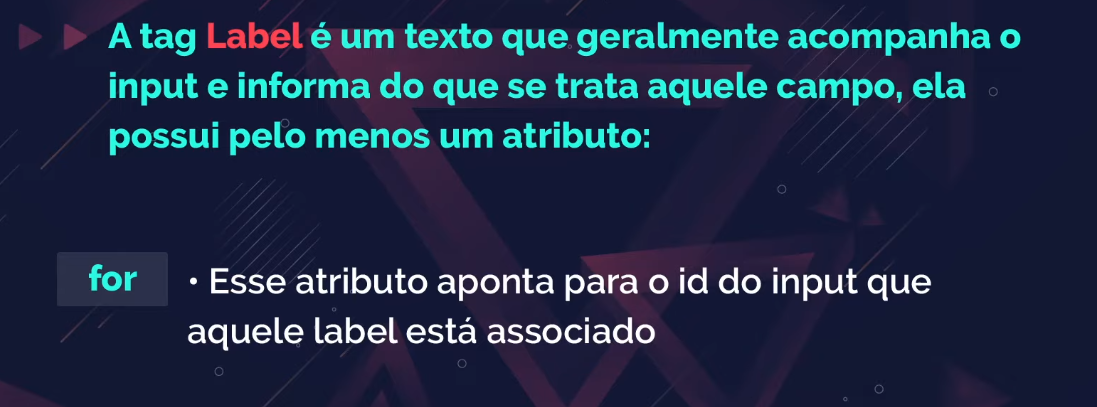 A tag Label é um texto que geralmente acompanha o
input e informa do que se trata aquele campo, ela
possui pelo menos um atributo:
for
• Esse atributo aponta para o id do input que
aquele label está associado